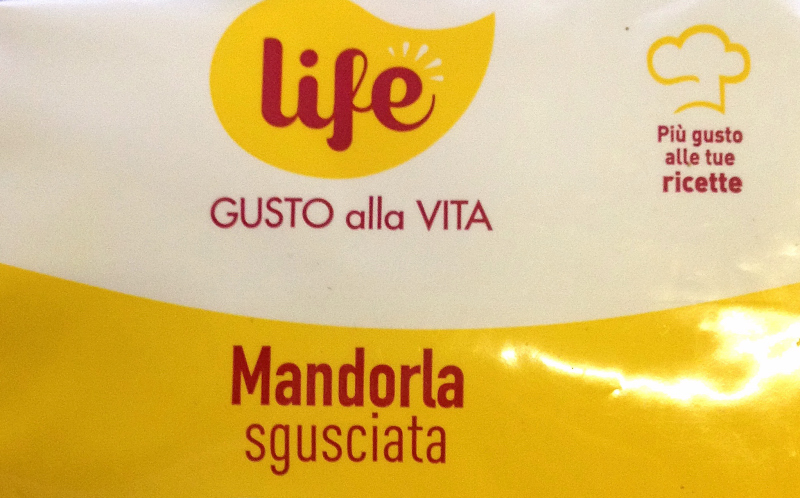 life
GUSTO alla VITA
Più gusto
alle tue
ricette
Mandorla
sgusciata